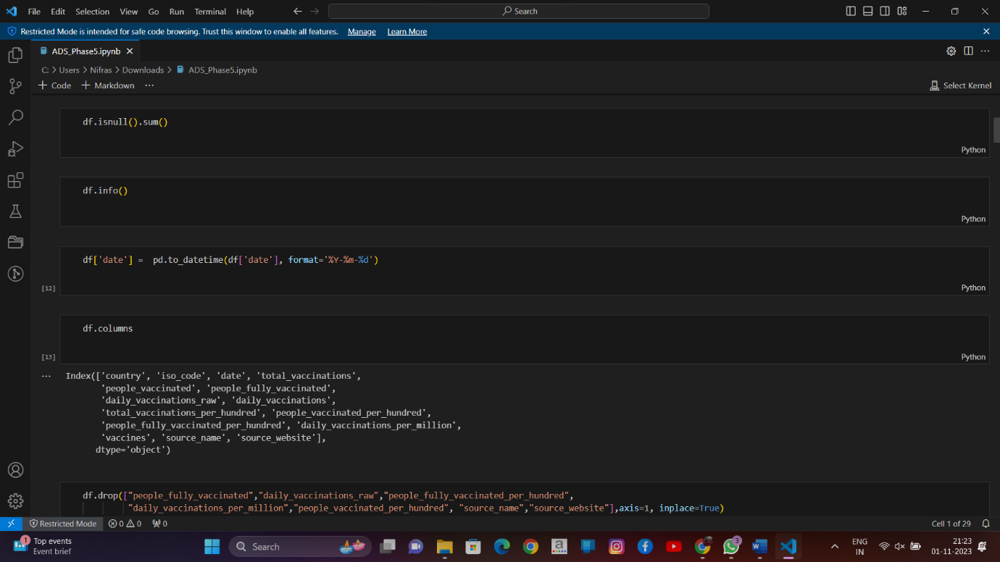 File Edit Selection View Go Run Terminal Help
Search
Restricted Mode is intended for safe code browsing. Trust this window to enable all features. Manage Learn More
ADS_Phase5.ipynb
C: > Users > Nifras > Downloads > ADS_Phase5.ipynb
+ Code + Markdown ...
Select Kernel
df.isnull().sum()
Python
df.info()
Python
df['date'] =  pd.to_datetime(df['date'], format='%Y-%m-%d')
[12]
Python
df.columns
[13]
Python
... Index(['country', 'iso_code', 'date', 'total_vaccinations',
'people_vaccinated', 'people_fully_vaccinated',
'daily_vaccinations_raw', 'daily_vaccinations',
'total_vaccinations_per_hundred', 'people_vaccinated_per_hundred',
'people_fully_vaccinated_per_hundred', 'daily_vaccinations_per_million',
'vaccines', 'source_name', 'source_website'],
dtype='object')
df.drop(["people_fully_vaccinated","daily_vaccinations_raw","people_fully_vaccinated_per_hundred",
"daily_vaccinations_per_million","people_vaccinated_per_hundred", "source_name","source_website"],axis=1, inplace=True)
Restricted Mode 0 0 0
Cell 1 of 29
1
Top events
Event brief
Search
a
3
W
ENG
IN
21:23
01-11-2023